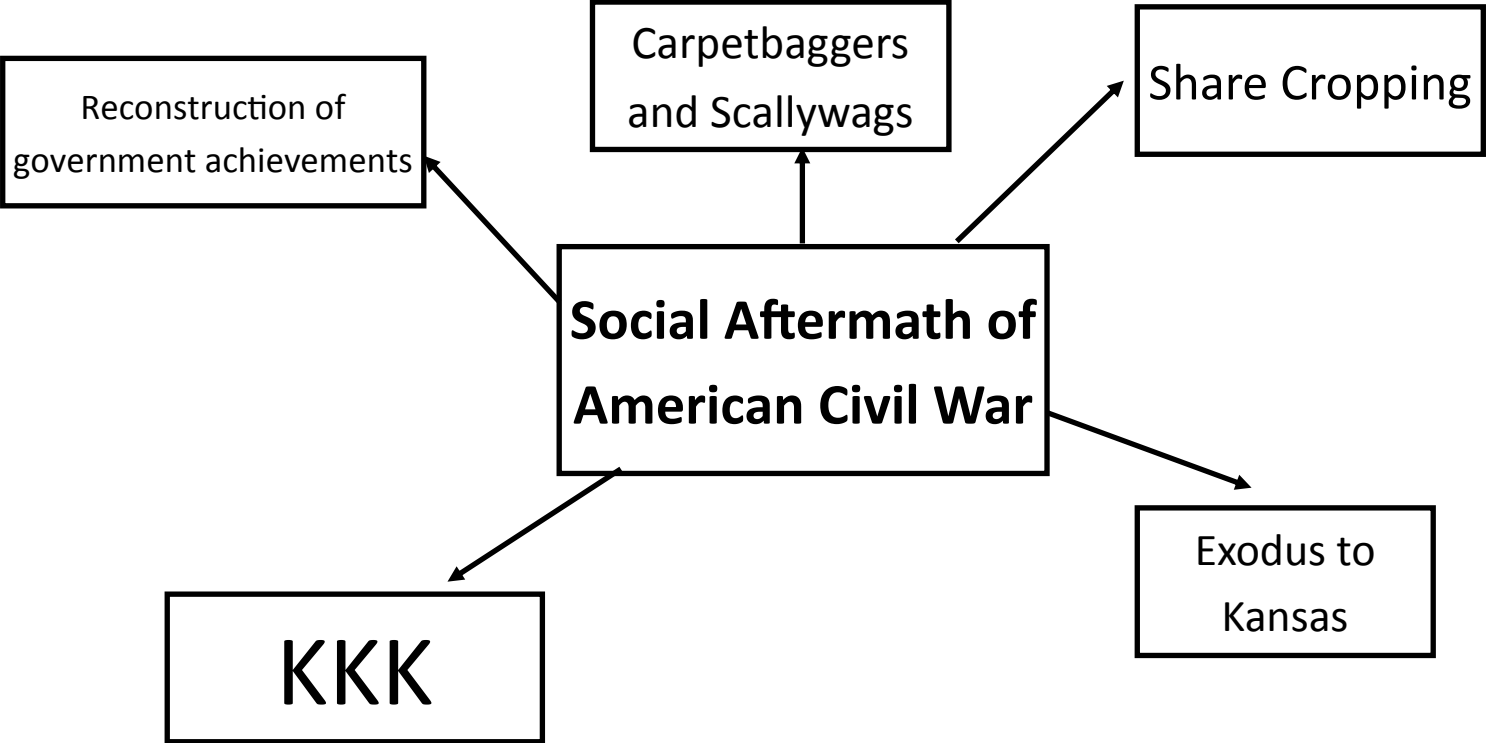 Carpetbaggers
and Scallywags
Share Cropping
Reconstruction of
government achievements
Social Aftermath of
American Civil War
Exodus to
Kansas
KKK